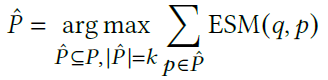 P̂ = arg max ∑ ESM(q, p)
P̂⊆P,|P̂|=k p∈P̂